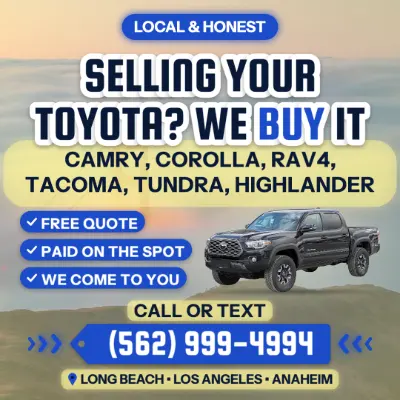 LOCAL & HONEST
SELLING YOUR
TOYOTA? WE BUY IT
CAMRY, COROLLA, RAV4,
TACOMA, TUNDRA, HIGHLANDER
FREE QUOTE
PAID ON THE SPOT
WE COME TO YOU
CALL OR TEXT
(562) 999-4994
LONG BEACH • LOS ANGELES • ANAHEIM